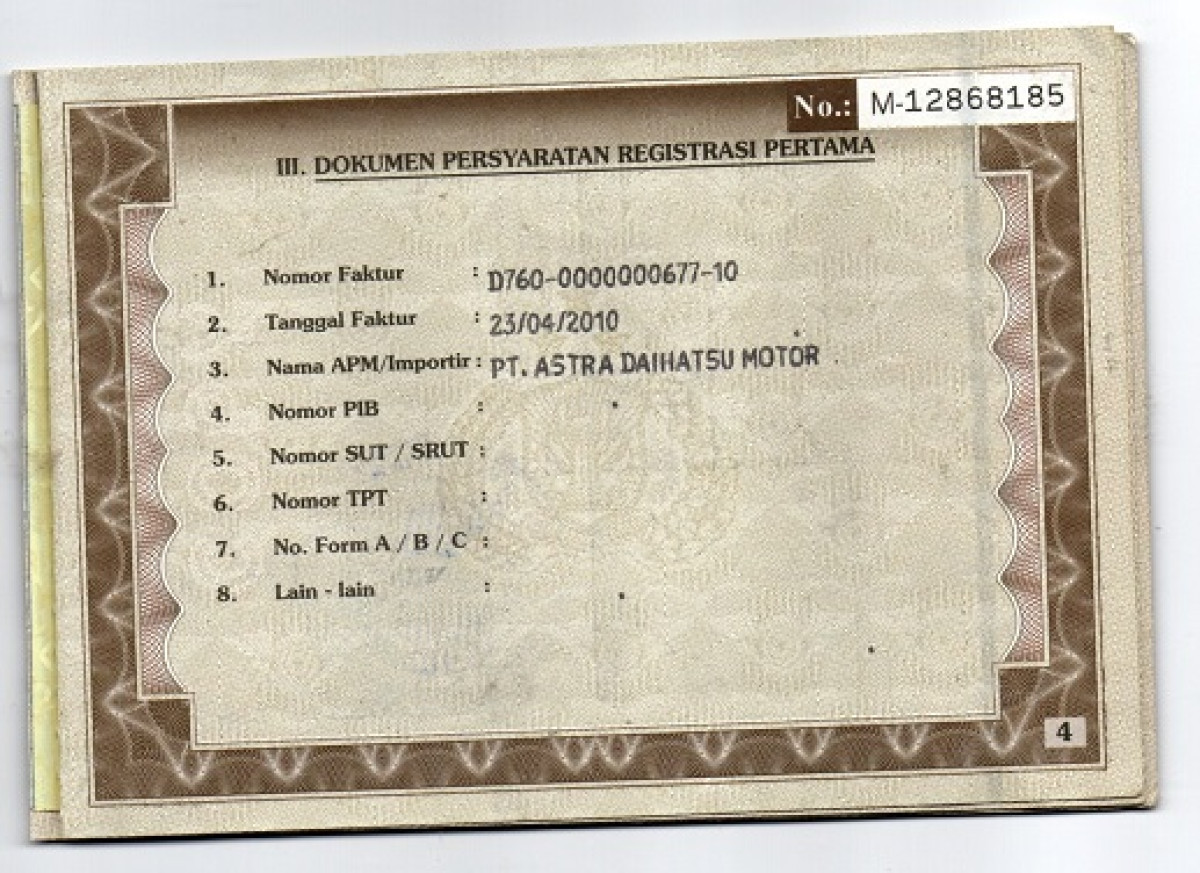 No.: M-12868185
III. DOKUMEN PERSYARATAN REGISTRASI PERTAMA
1. Nomor Faktur : D760-0000000677-10
2. Tanggal Faktur : 23/04/2010
3. Nama APM/Importir : PT. ASTRA DAIHATSU MOTOR
4. Nomor PIB :
5. Nomor SUT / SRUT :
6. Nomor TPT :
7. No. Form A / B / C :
8. Lain - lain :
4